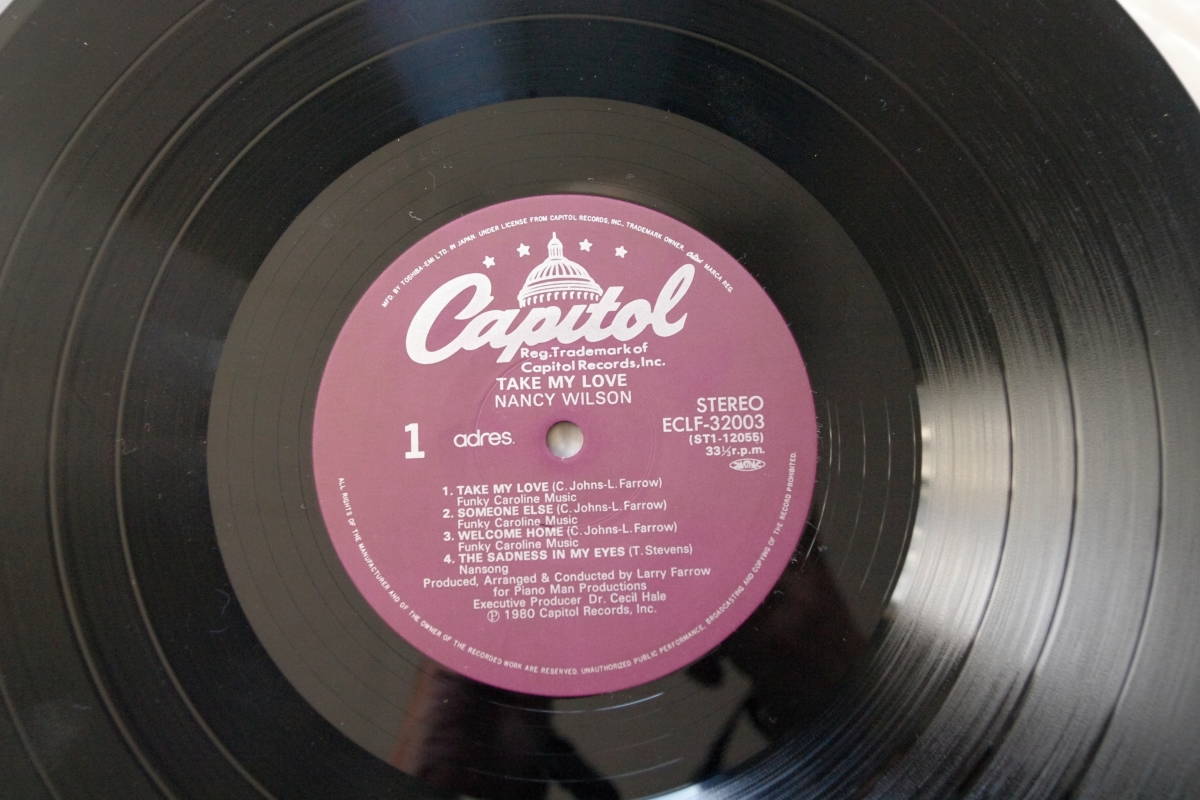 MFD. BY TOSHIBA-EMI LTD. IN JAPAN. UNDER LICENSE FROM CAPITOL RECORDS, INC., TRADEMARK OWNER. MARCA REG.
Capitol
Reg.Trademark of
Capitol Records,Inc.
TAKE MY LOVE
NANCY WILSON
STEREO
ECLF-32003
(ST1-12055)
33⅓r.p.m.
1 adres.
1. TAKE MY LOVE (C. Johns-L. Farrow)
Funky Caroline Music
2. SOMEONE ELSE (C. Johns-L. Farrow)
Funky Caroline Music
3. WELCOME HOME (C. Johns-L. Farrow)
Funky Caroline Music
4. THE SADNESS IN MY EYES (T. Stevens)
Nansong
Produced, Arranged & Conducted by Larry Farrow
for Piano Man Productions
Executive Producer Dr. Cecil Hale
℗ 1980 Capitol Records, Inc.
ALL RIGHTS OF THE MANUFACTURER AND OF THE OWNER OF THE RECORDED WORK ARE RESERVED. UNAUTHORIZED PUBLIC PERFORMANCE, BROADCASTING AND COPYING OF THE RECORD PROHIBITED.